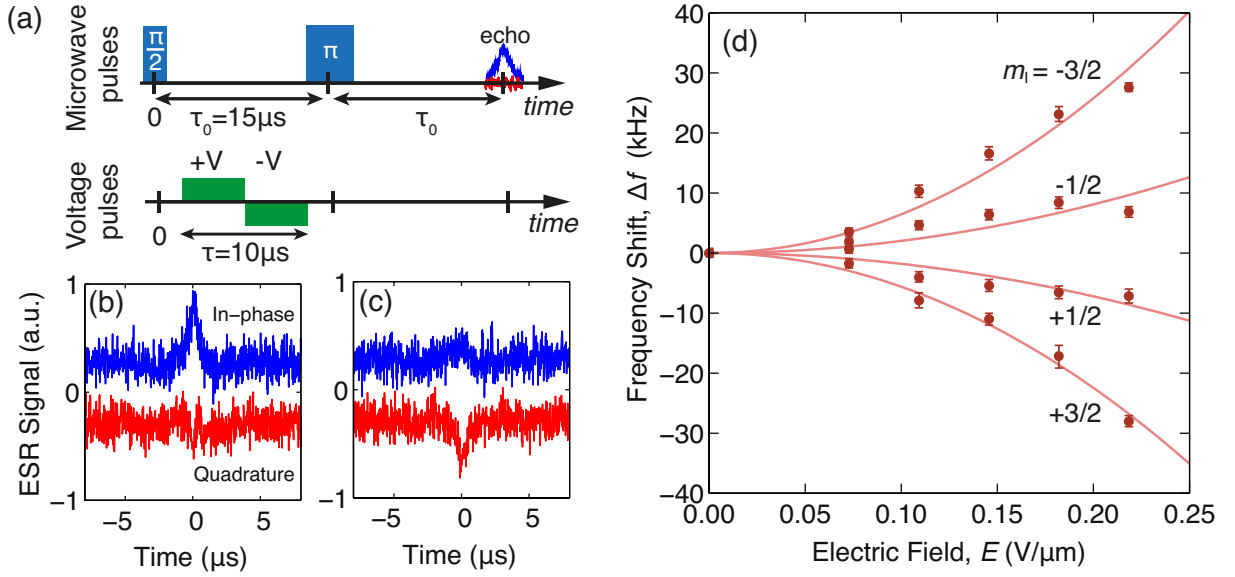 (a)
Microwave pulses
π/2
π
echo
0
τ₀=15µs
τ₀
time
Voltage pulses
+V
-V
0
τ=10µs
time
ESR Signal (a.u.)
1
0
−1
(b)
In−phase
Quadrature
−5
0
5
Time (µs)
1
0
−1
(c)
−5
0
5
Time (µs)
(d)
Frequency Shift, Δf (kHz)
40
30
20
10
0
-10
-20
-30
-40
mI = -3/2
-1/2
+1/2
+3/2
0.00
0.05
0.10
0.15
0.20
0.25
Electric Field, E (V/µm)